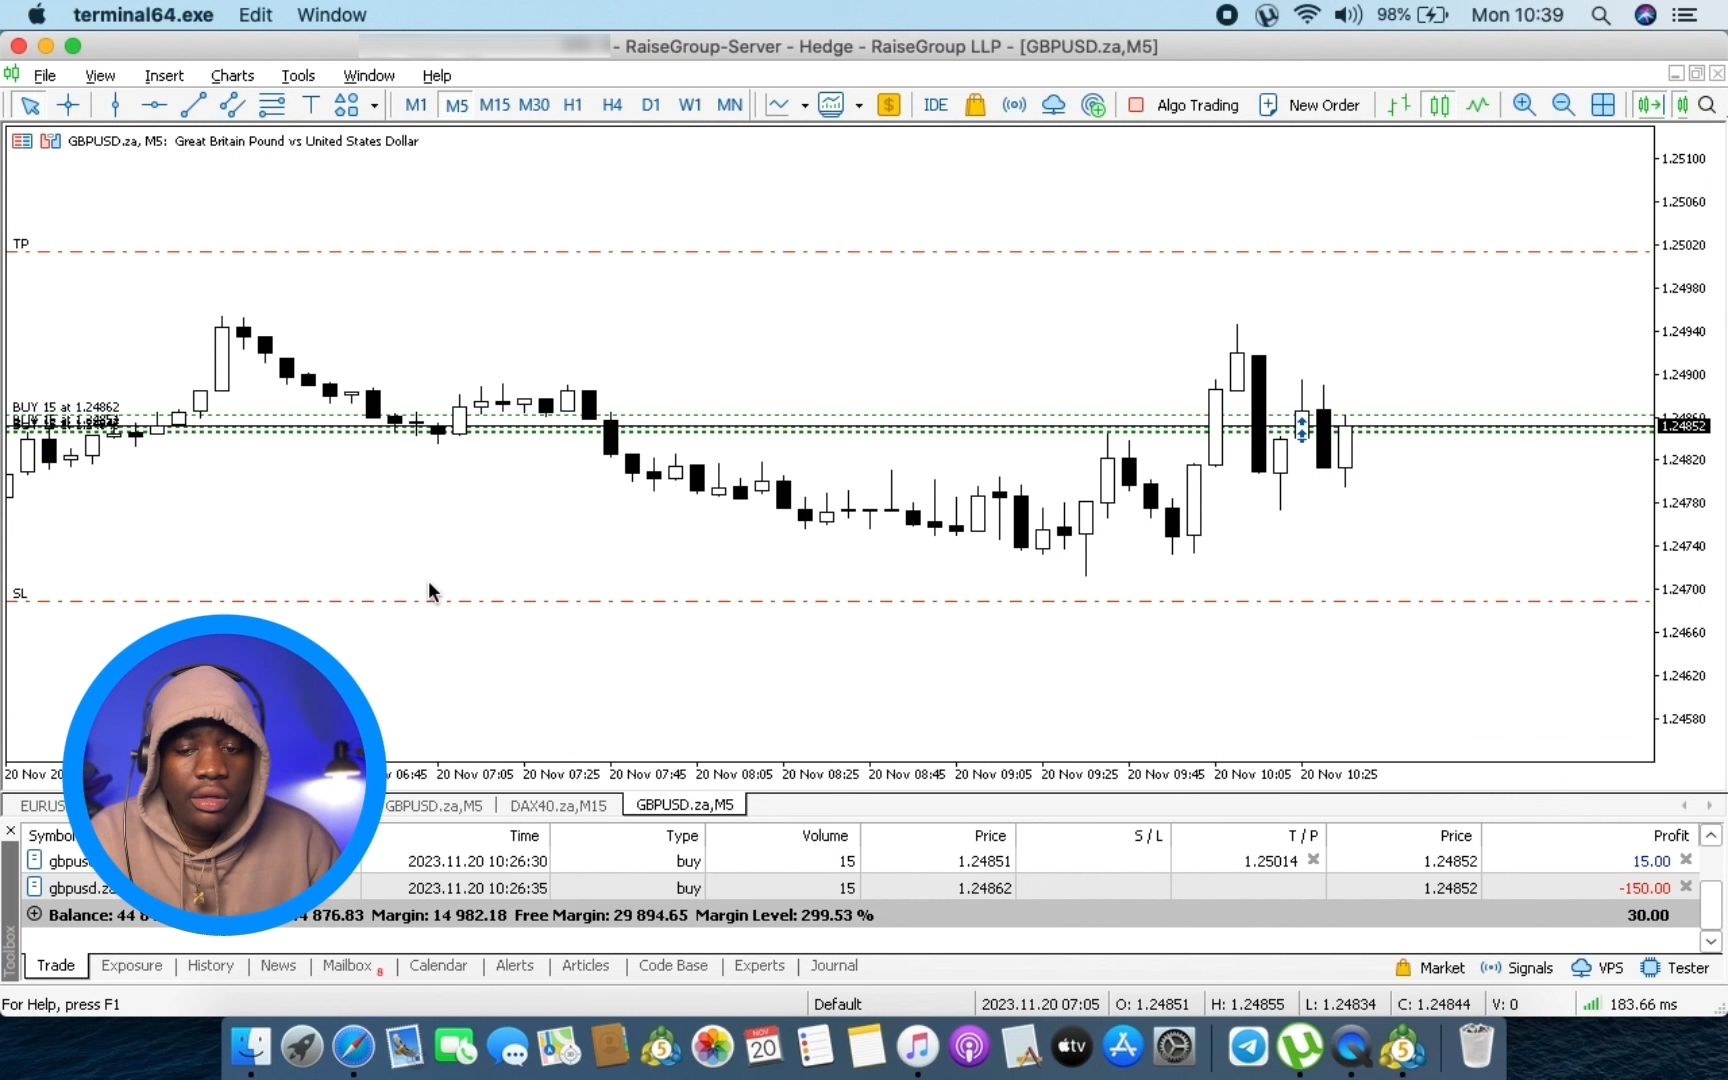 terminal64.exe Edit Window 98% Mon 10:39
- RaiseGroup-Server - Hedge - RaiseGroup LLP - [GBPUSD.za,M5]
File View Insert Charts Tools Window Help
T M1 M5 M15 M30 H1 H4 D1 W1 MN $ IDE Algo Trading New Order
GBPUSD.za, M5: Great Britain Pound vs United States Dollar
1.25100
1.25060
TP
1.25020
1.24980
1.24940
1.24900
BUY 15 at 1.24862
1.24852
1.24820
1.24780
1.24740
SL
1.24700
1.24660
1.24620
1.24580
20 Nov 06:45 20 Nov 07:05 20 Nov 07:25 20 Nov 07:45 20 Nov 08:05 20 Nov 08:25 20 Nov 08:45 20 Nov 09:05 20 Nov 09:25 20 Nov 09:45 20 Nov 10:05 20 Nov 10:25
GBPUSD.za,M5 DAX40.za,M15 GBPUSD.za,M5
Time Type Volume Price S / L T / P Price Profit
2023.11.20 10:26:30 buy 15 1.24851 1.25014 1.24852 15.00
2023.11.20 10:26:35 buy 15 1.24862 1.24852 -150.00
Balance: 44 876.83 Margin: 14 982.18 Free Margin: 29 894.65 Margin Level: 299.53 % 30.00
Toolbox
Trade Exposure History News Mailbox 8 Calendar Alerts Articles Code Base Experts Journal Market Signals VPS Tester
For Help, press F1 Default 2023.11.20 07:05 O: 1.24851 H: 1.24855 L: 1.24834 C: 1.24844 V: 0 183.66 ms
5 NOV 20 tv 5